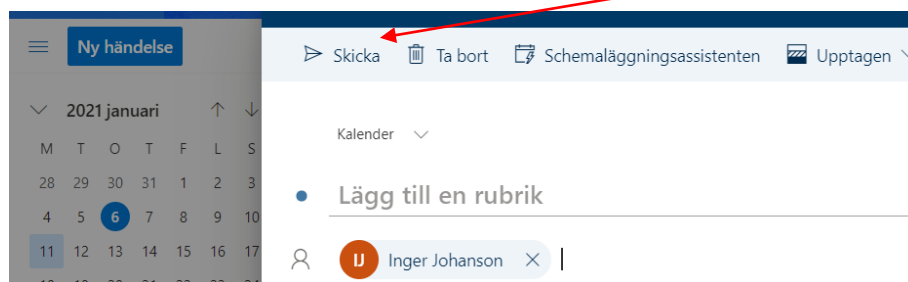 Ny händelse
Skicka Ta bort Schemaläggningsassistenten Upptagen
2021 januari
Kalender
M T O T F L S
28 29 30 31 1 2 3
Lägg till en rubrik
4 5 6 7 8 9 10
11 12 13 14 15 16 17
IJ Inger Johanson